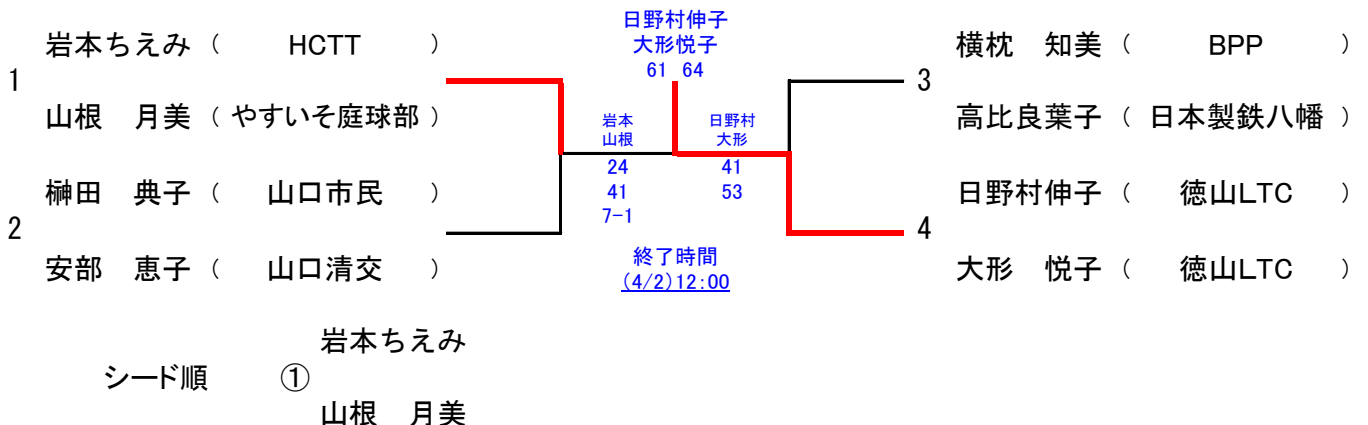 1
岩本ちえみ ( HCTT )
山根 月美 ( やすいそ庭球部 )
2
榊田 典子 ( 山口市民 )
安部 恵子 ( 山口清交 )
日野村伸子
大形悦子
61 64
岩本
山根
24
41
7-1
日野村
大形
41
53
終了時間
(4/2)12:00
3
横枕 知美 ( BPP )
高比良葉子 ( 日本製鉄八幡 )
4
日野村伸子 ( 徳山LTC )
大形 悦子 ( 徳山LTC )
シード順 ①
岩本ちえみ
山根 月美